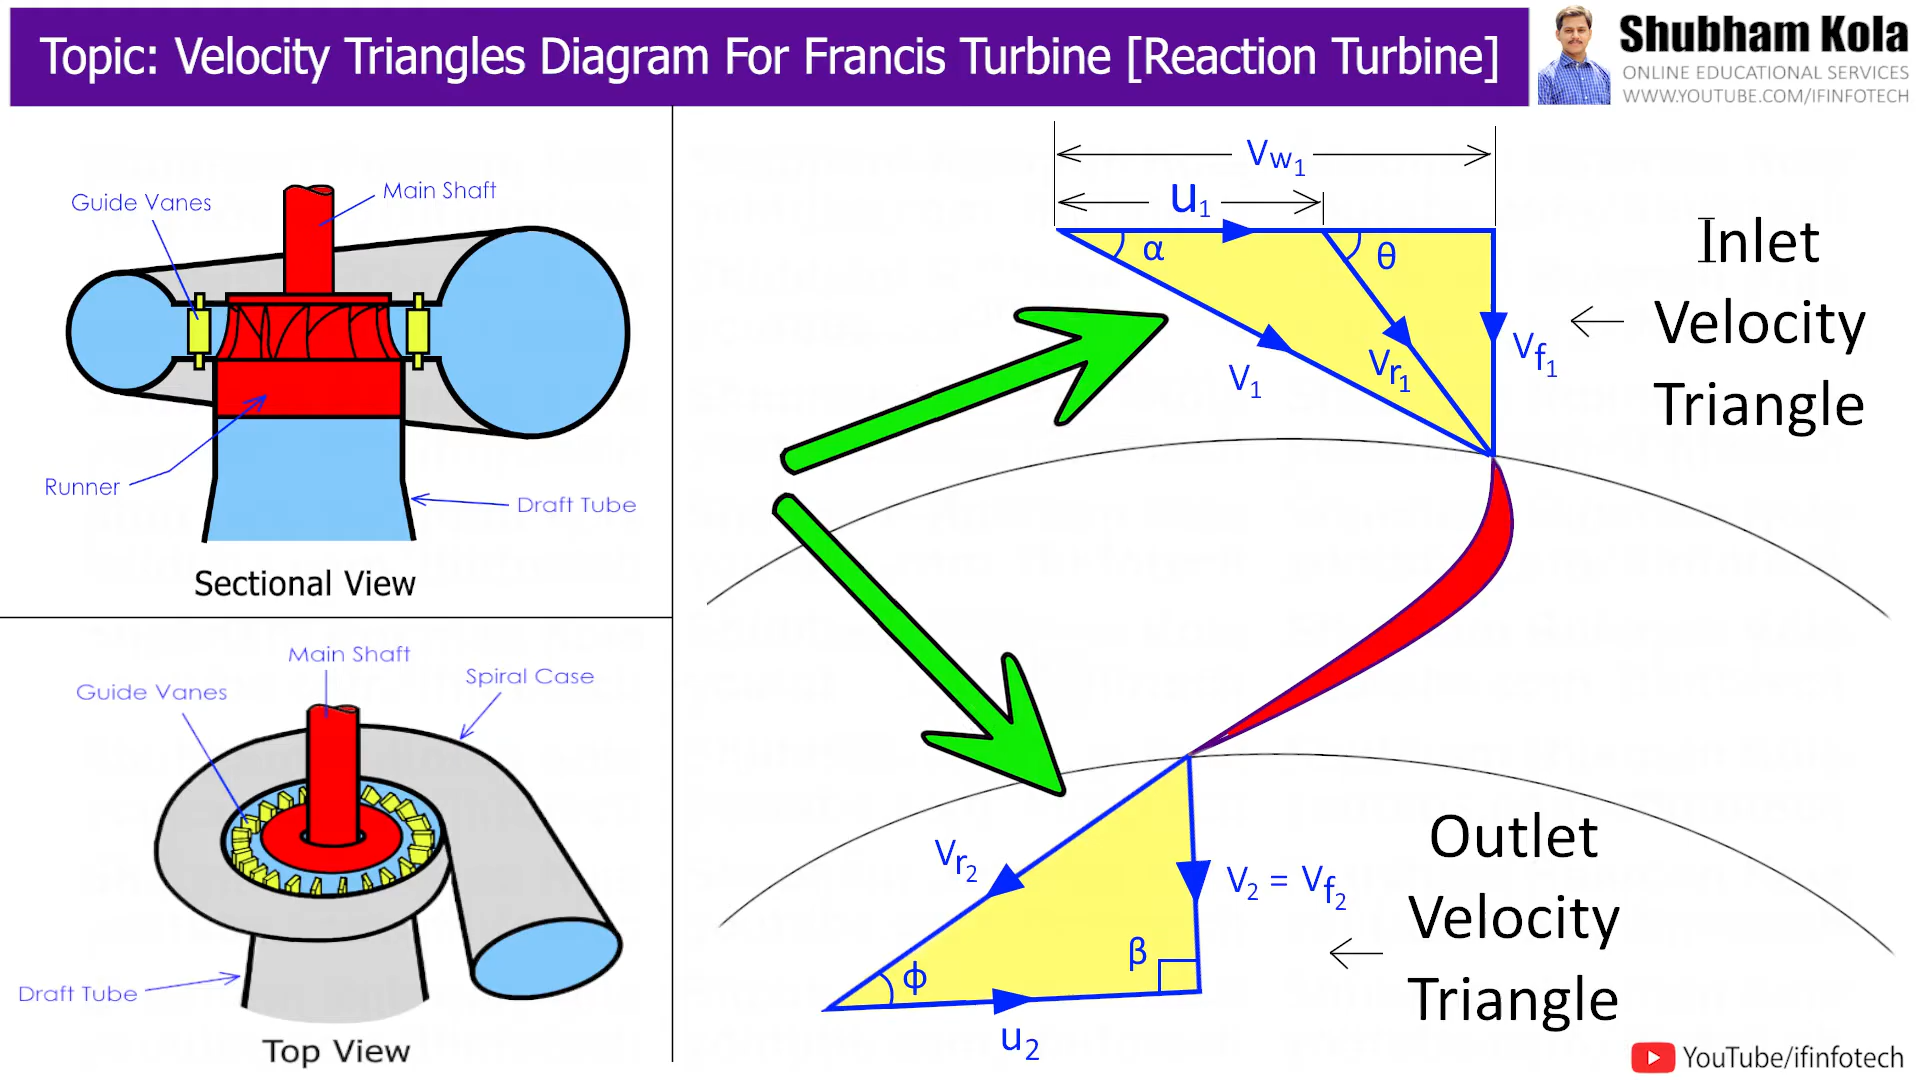 Topic: Velocity Triangles Diagram For Francis Turbine [Reaction Turbine]
Shubham Kola
ONLINE EDUCATIONAL SERVICES
WWW.YOUTUBE.COM/IFINFOTECH
Guide Vanes
Main Shaft
Runner
Draft Tube
Sectional View
Main Shaft
Guide Vanes
Spiral Case
Draft Tube
Top View
Vw1
u1
α
θ
V1
Vr1
Vf1
Inlet
Velocity
Triangle
Vr2
V2 = Vf2
β
ϕ
u2
Outlet
Velocity
Triangle
YouTube/ifinfotech